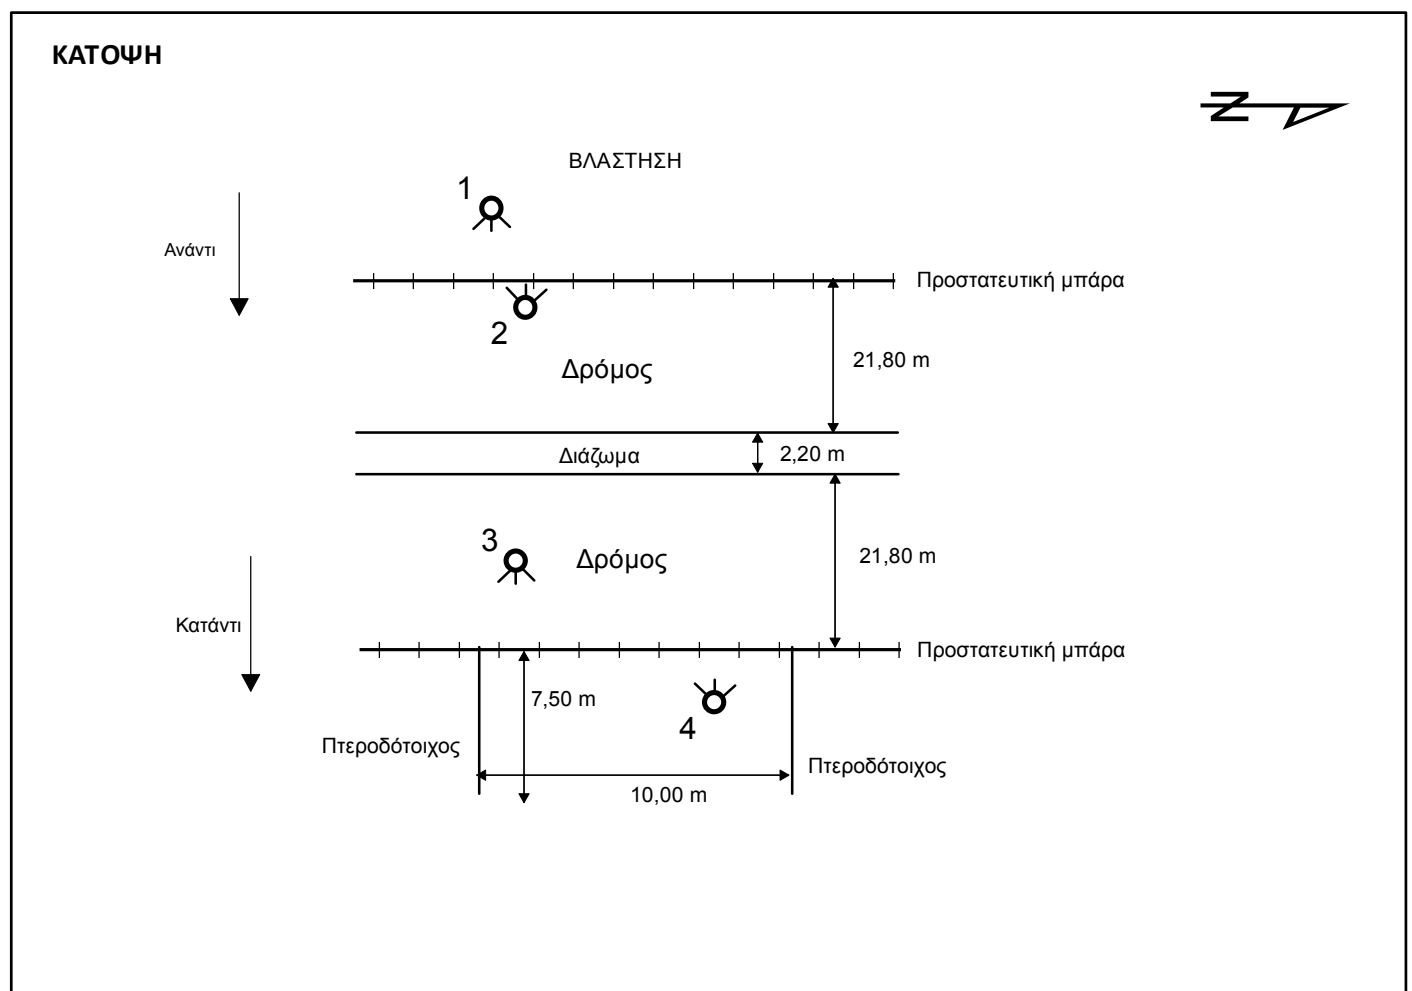 ΚΑΤΟΨΗ
N
ΒΛΑΣΤΗΣΗ
1
Ανάντι
Προστατευτική μπάρα
2
Δρόμος
21,80 m
Διάζωμα
2,20 m
3
Δρόμος
21,80 m
Κατάντι
Προστατευτική μπάρα
7,50 m
4
Πτεροδότοιχος
Πτεροδότοιχος
10,00 m